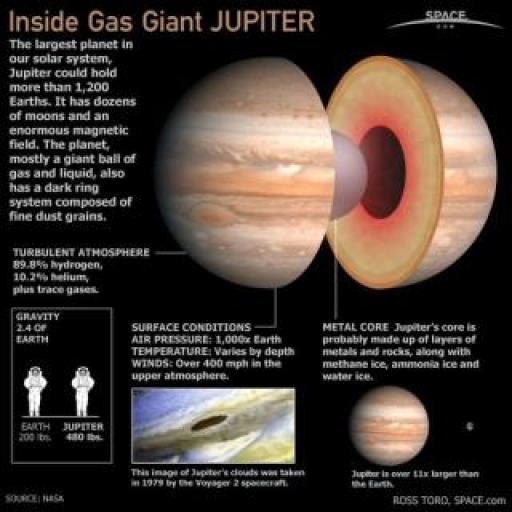 Inside Gas Giant JUPITER
SPACE
.COM
The largest planet in
our solar system,
Jupiter could hold
more than 1,200
Earths. It has dozens
of moons and an
enormous magnetic
field. The planet,
mostly a giant ball of
gas and liquid, also
has a dark ring
system composed of
fine dust grains.
TURBULENT ATMOSPHERE
89.8% hydrogen,
10.2% helium,
plus trace gases.
GRAVITY
2.4 OF
EARTH
EARTH
200 lbs.
JUPITER
480 lbs.
SURFACE CONDITIONS
AIR PRESSURE: 1,000x Earth
TEMPERATURE: Varies by depth
WINDS: Over 400 mph in the
upper atmosphere.
This image of Jupiter's clouds was taken
in 1979 by the Voyager 2 spacecraft.
METAL CORE Jupiter's core is
probably made up of layers of
metals and rocks, along with
methane ice, ammonia ice and
water ice.
Jupiter is over 11x larger than
the Earth.
SOURCE: NASA
ROSS TORO, SPACE.com